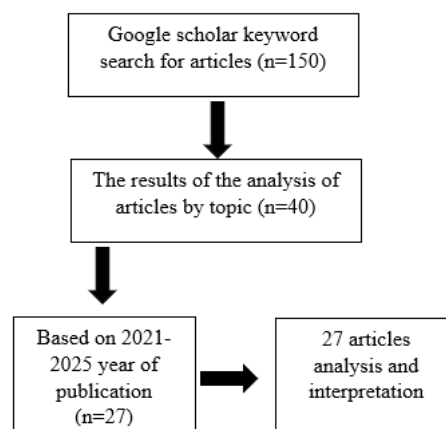 Google scholar keyword
search for articles (n=150)
The results of the analysis of
articles by topic (n=40)
Based on 2021-
2025 year of
publication
(n=27)
27 articles
analysis and
interpretation